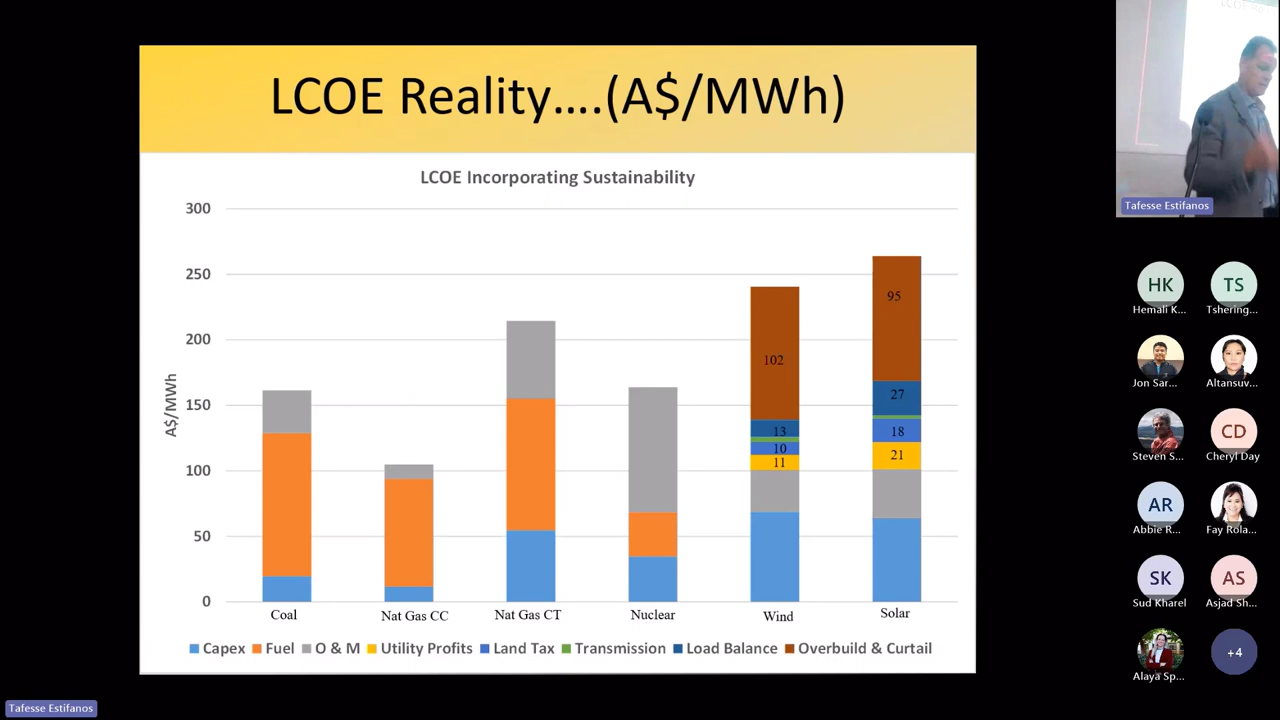 LCOE Reality....(A$/MWh)
LCOE Incorporating Sustainability
300
250
200
150
100
50
0
A$/MWh
102
13
10
11
95
27
18
21
Coal
Nat Gas CC
Nat Gas CT
Nuclear
Wind
Solar
Capex Fuel O & M Utility Profits Land Tax Transmission Load Balance Overbuild & Curtail
Tafesse Estifanos
HK
Hemali K...
TS
Tshering...
Jon Sar...
Altansuv...
Steven S...
CD
Cheryl Day
AR
Abbie R...
Fay Rola...
SK
Sud Kharel
AS
Asjad Sh...
Alaya Sp...
+4
Tafesse Estifanos